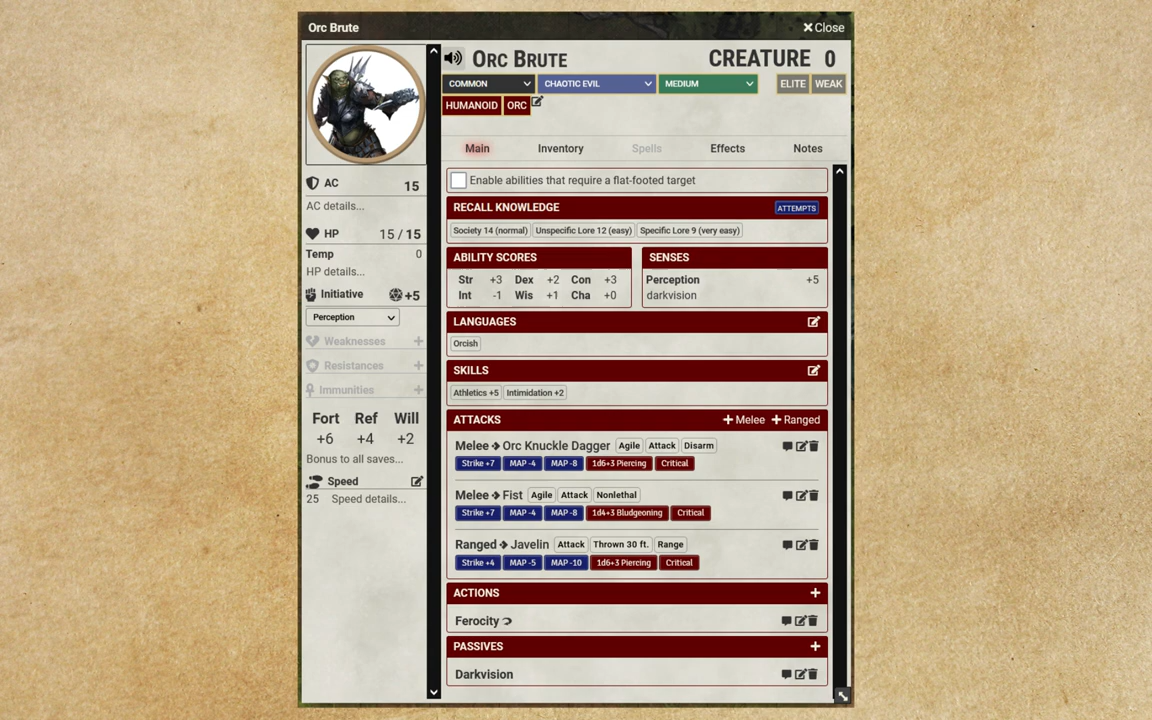 Orc Brute
Close
ORC BRUTE
CREATURE 0
COMMON
CHAOTIC EVIL
MEDIUM
ELITE
WEAK
HUMANOID
ORC
Main
Inventory
Spells
Effects
Notes
AC 15
AC details...
HP 15 / 15
Temp 0
HP details...
Initiative +5
Perception
Weaknesses
Resistances
Immunities
Fort Ref Will
+6 +4 +2
Bonus to all saves...
Speed
25 Speed details...
Enable abilities that require a flat-footed target
RECALL KNOWLEDGE ATTEMPTS
Society 14 (normal) Unspecific Lore 12 (easy) Specific Lore 9 (very easy)
ABILITY SCORES
Str +3 Dex +2 Con +3
Int -1 Wis +1 Cha +0
SENSES
Perception +5
darkvision
LANGUAGES
Orcish
SKILLS
Athletics +5 Intimidation +2
ATTACKS + Melee + Ranged
Melee Orc Knuckle Dagger Agile Attack Disarm
Strike +7 MAP -4 MAP -8 1d6+3 Piercing Critical
Melee Fist Agile Attack Nonlethal
Strike +7 MAP -4 MAP -8 1d4+3 Bludgeoning Critical
Ranged Javelin Attack Thrown 30 ft. Range
Strike +4 MAP -5 MAP -10 1d6+3 Piercing Critical
ACTIONS
Ferocity
PASSIVES
Darkvision